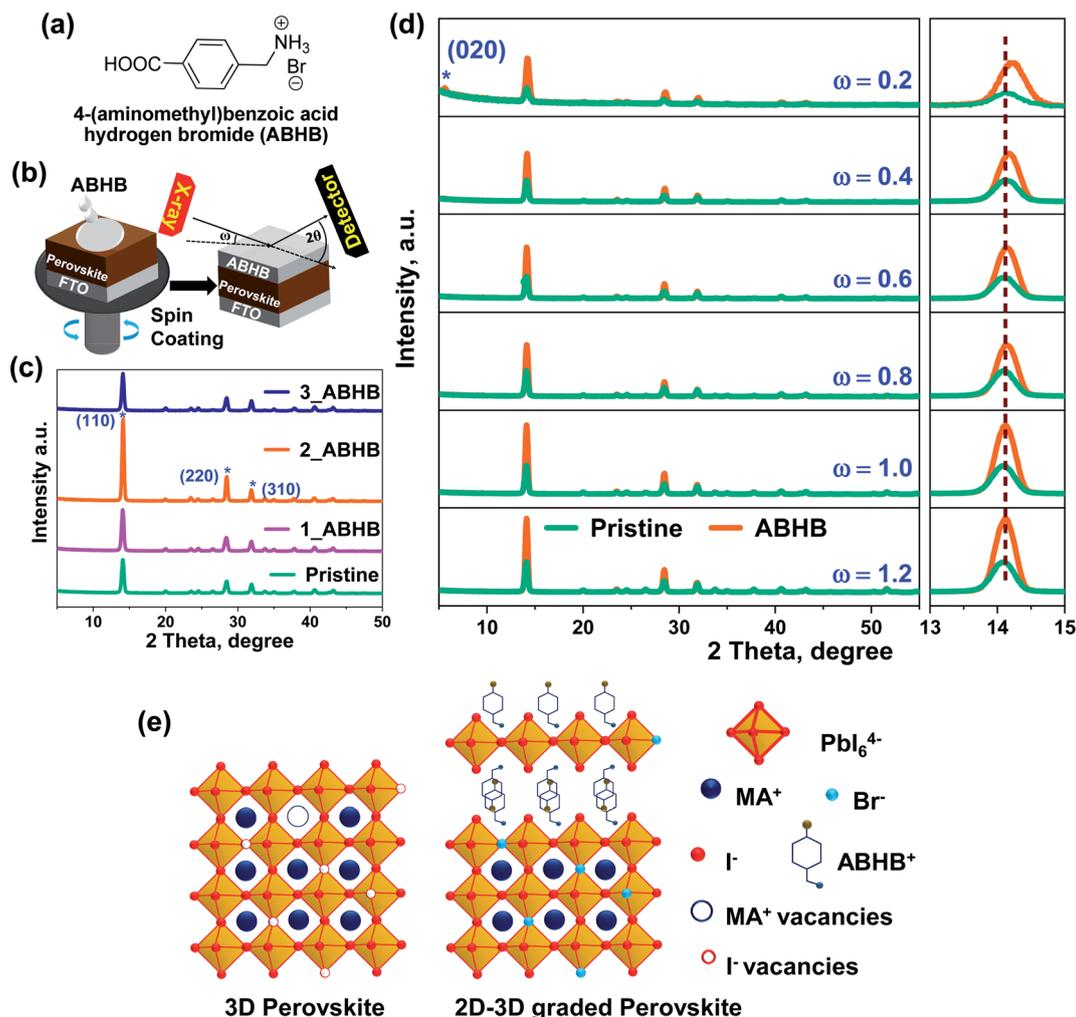 (a)
HOOC
⊕
NH3
Br
⊖
4-(aminomethyl)benzoic acid
hydrogen bromide (ABHB)
(b)
ABHB
X-ray
Detector
ω
2θ
Perovskite
FTO
ABHB
Perovskite
FTO
Spin
Coating
(c)
Intensity a.u.
3_ABHB
(110) *
2_ABHB
(220) *
* (310)
1_ABHB
Pristine
10 20 30 40 50
2 Theta, degree
(d)
Intensity, a.u.
(020)
*
ω = 0.2
ω = 0.4
ω = 0.6
ω = 0.8
ω = 1.0
Pristine ABHB
ω = 1.2
10 20 30 40 50 13 14 15
2 Theta, degree
(e)
3D Perovskite
2D-3D graded Perovskite
PbI₆⁴⁻
MA⁺
Br⁻
I⁻
ABHB⁺
MA⁺ vacancies
I⁻ vacancies